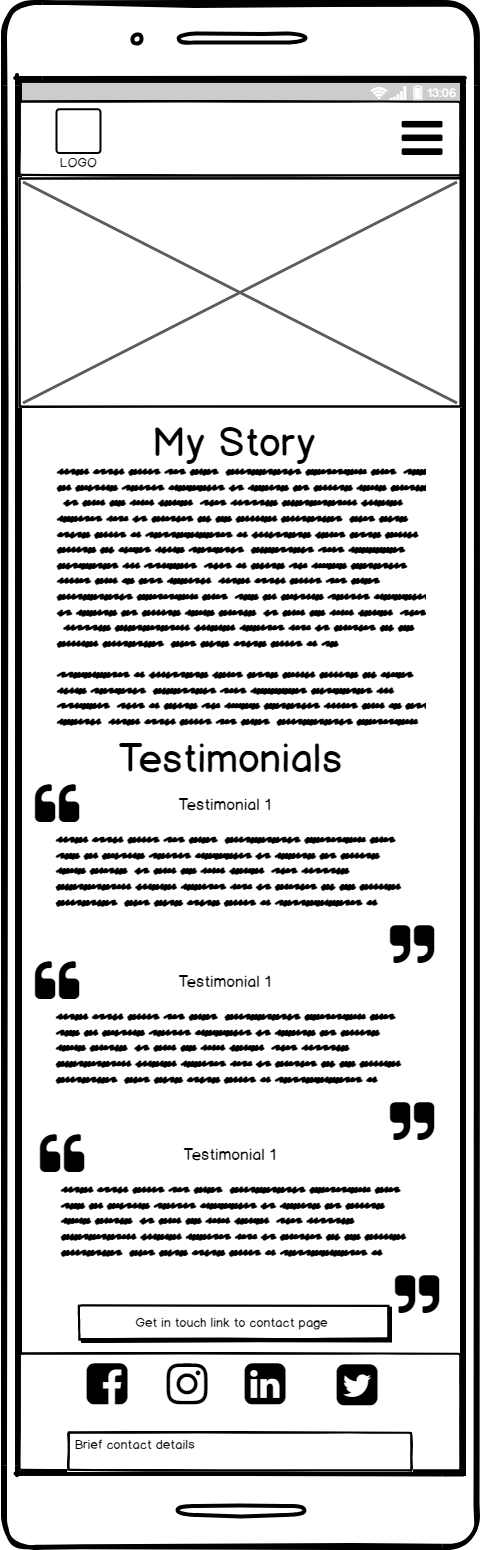 13:06
LOGO
My Story
Testimonials
Testimonial 1
Testimonial 1
Testimonial 1
Get in touch link to contact page
Brief contact details